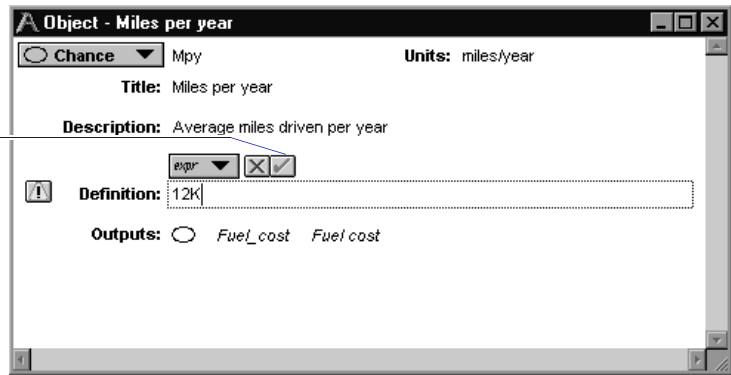 Object - Miles per year
Chance Mpy Units: miles/year
Title: Miles per year
Description: Average miles driven per year
expr
Definition: 12K
Outputs: Fuel_cost Fuel cost